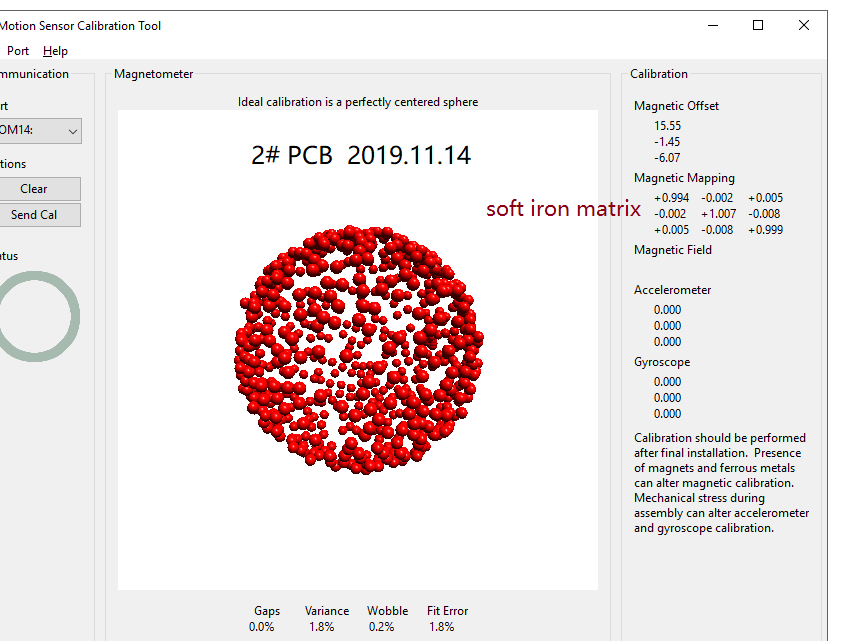 Motion Sensor Calibration Tool
Port Help
mmunication
rt
OM14:
tions
Clear
Send Cal
atus
Magnetometer
Ideal calibration is a perfectly centered sphere
2# PCB 2019.11.14
soft iron matrix
Gaps Variance Wobble Fit Error
0.0% 1.8% 0.2% 1.8%
Calibration
Magnetic Offset
15.55
-1.45
-6.07
Magnetic Mapping
+0.994 -0.002 +0.005
-0.002 +1.007 -0.008
+0.005 -0.008 +0.999
Magnetic Field
Accelerometer
0.000
0.000
0.000
Gyroscope
0.000
0.000
0.000
Calibration should be performed
after final installation. Presence
of magnets and ferrous metals
can alter magnetic calibration.
Mechanical stress during
assembly can alter accelerometer
and gyroscope calibration.